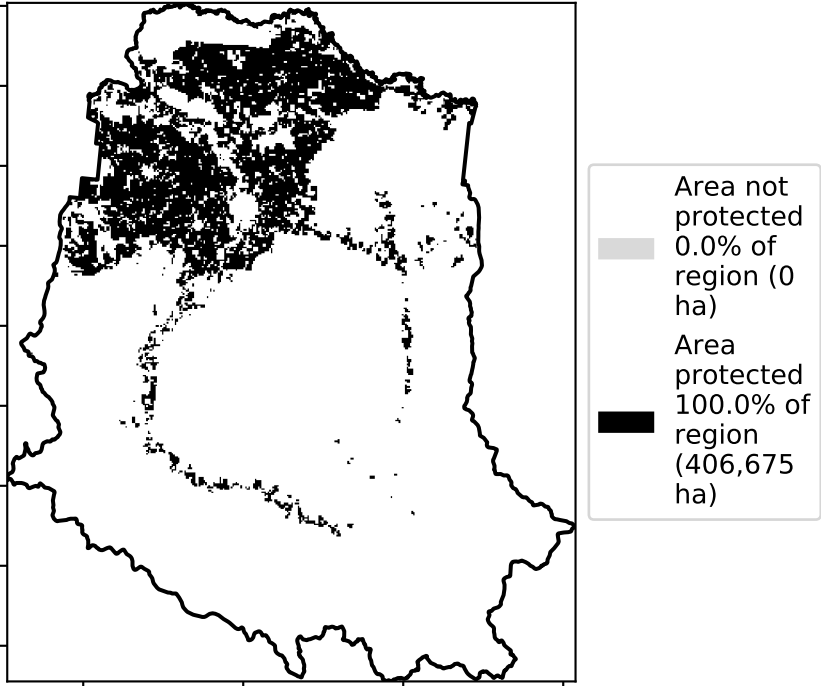 Area not
protected
0.0% of
region (0
ha)
Area
protected
100.0% of
region
(406,675
ha)